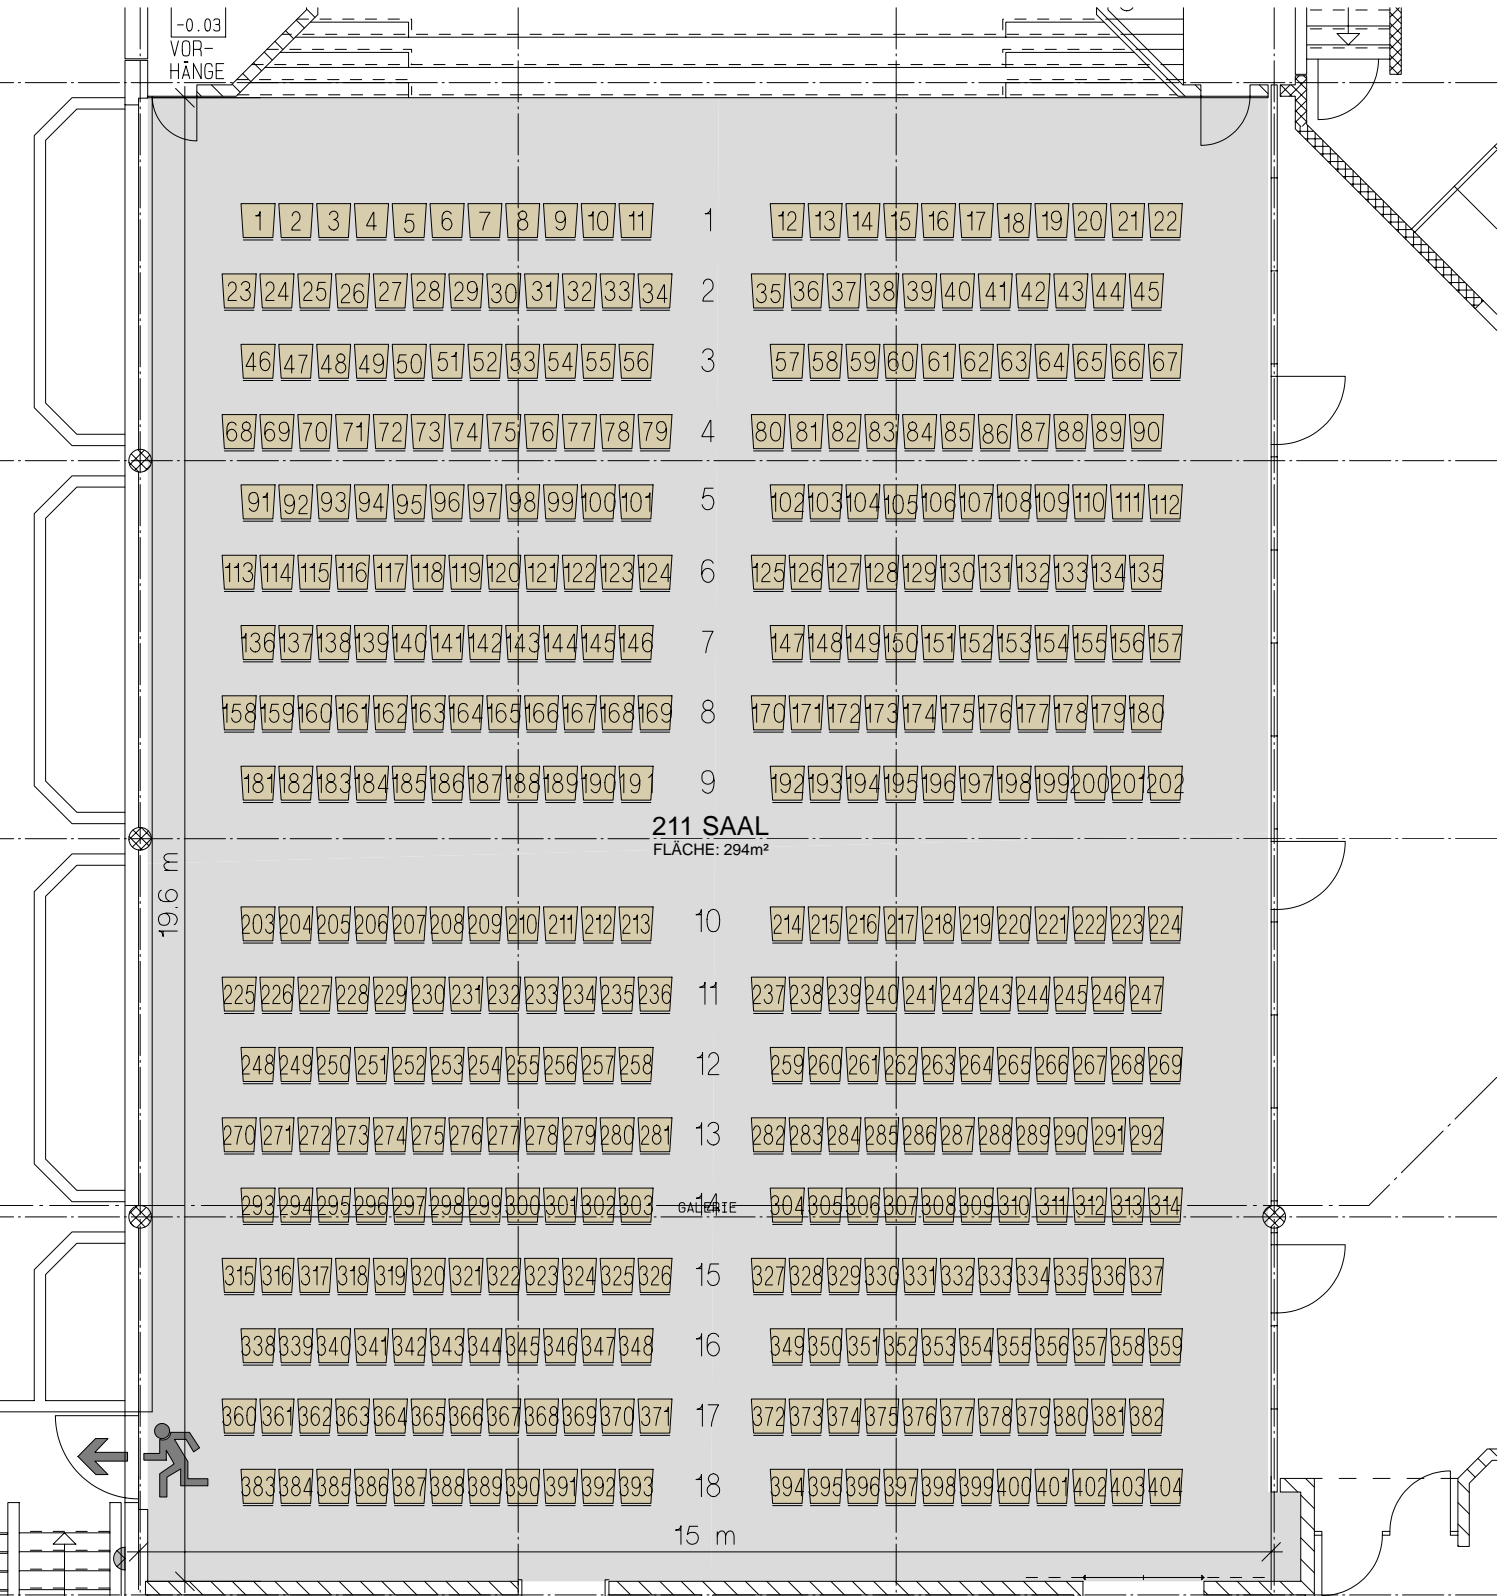 -0.03
VOR-
HÄNGE
1 2 3 4 5 6 7 8 9 10 11 1 12 13 14 15 16 17 18 19 20 21 22
23 24 25 26 27 28 29 30 31 32 33 34 2 35 36 37 38 39 40 41 42 43 44 45
46 47 48 49 50 51 52 53 54 55 56 3 57 58 59 60 61 62 63 64 65 66 67
68 69 70 71 72 73 74 75 76 77 78 79 4 80 81 82 83 84 85 86 87 88 89 90
91 92 93 94 95 96 97 98 99 100 101 5 102 103 104 105 106 107 108 109 110 111 112
113 114 115 116 117 118 119 120 121 122 123 124 6 125 126 127 128 129 130 131 132 133 134 135
136 137 138 139 140 141 142 143 144 145 146 7 147 148 149 150 151 152 153 154 155 156 157
158 159 160 161 162 163 164 165 166 167 168 169 8 170 171 172 173 174 175 176 177 178 179 180
181 182 183 184 185 186 187 188 189 190 191 9 192 193 194 195 196 197 198 199 200 201 202
211 SAAL
FLÄCHE: 294m²
19.6 m
203 204 205 206 207 208 209 210 211 212 213 10 214 215 216 217 218 219 220 221 222 223 224
225 226 227 228 229 230 231 232 233 234 235 236 11 237 238 239 240 241 242 243 244 245 246 247
248 249 250 251 252 253 254 255 256 257 258 12 259 260 261 262 263 264 265 266 267 268 269
270 271 272 273 274 275 276 277 278 279 280 281 13 282 283 284 285 286 287 288 289 290 291 292
293 294 295 296 297 298 299 300 301 302 303 14 304 305 306 307 308 309 310 311 312 313 314
GALERIE
315 316 317 318 319 320 321 322 323 324 325 326 15 327 328 329 330 331 332 333 334 335 336 337
338 339 340 341 342 343 344 345 346 347 348 16 349 350 351 352 353 354 355 356 357 358 359
360 361 362 363 364 365 366 367 368 369 370 371 17 372 373 374 375 376 377 378 379 380 381 382
383 384 385 386 387 388 389 390 391 392 393 18 394 395 396 397 398 399 400 401 402 403 404
15 m